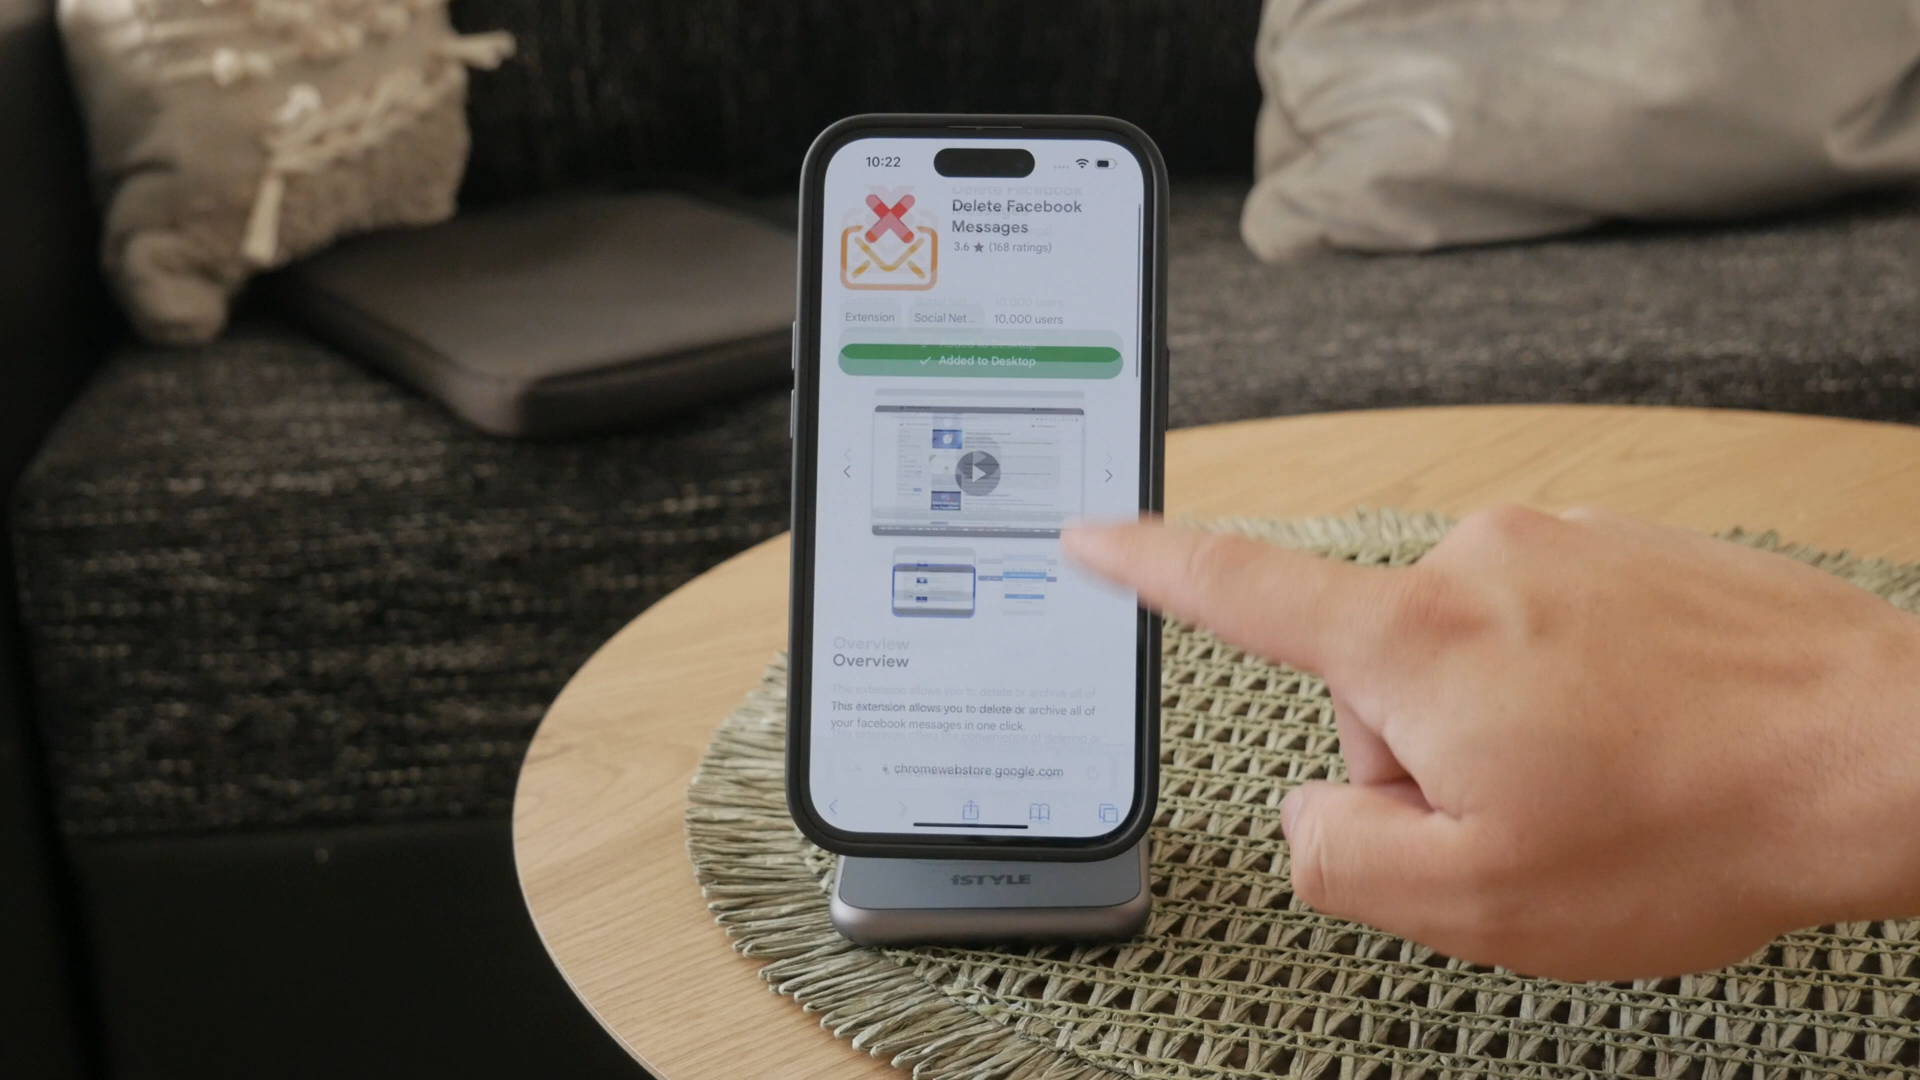 10:22
Delete Facebook
Messages
3.6 ★ (168 ratings)
Extension Social Net... 10,000 users
✓ Added to Desktop
Overview
This extension allows you to delete or archive all of
your facebook messages in one click.
chromewebstore.google.com
iSTYLE